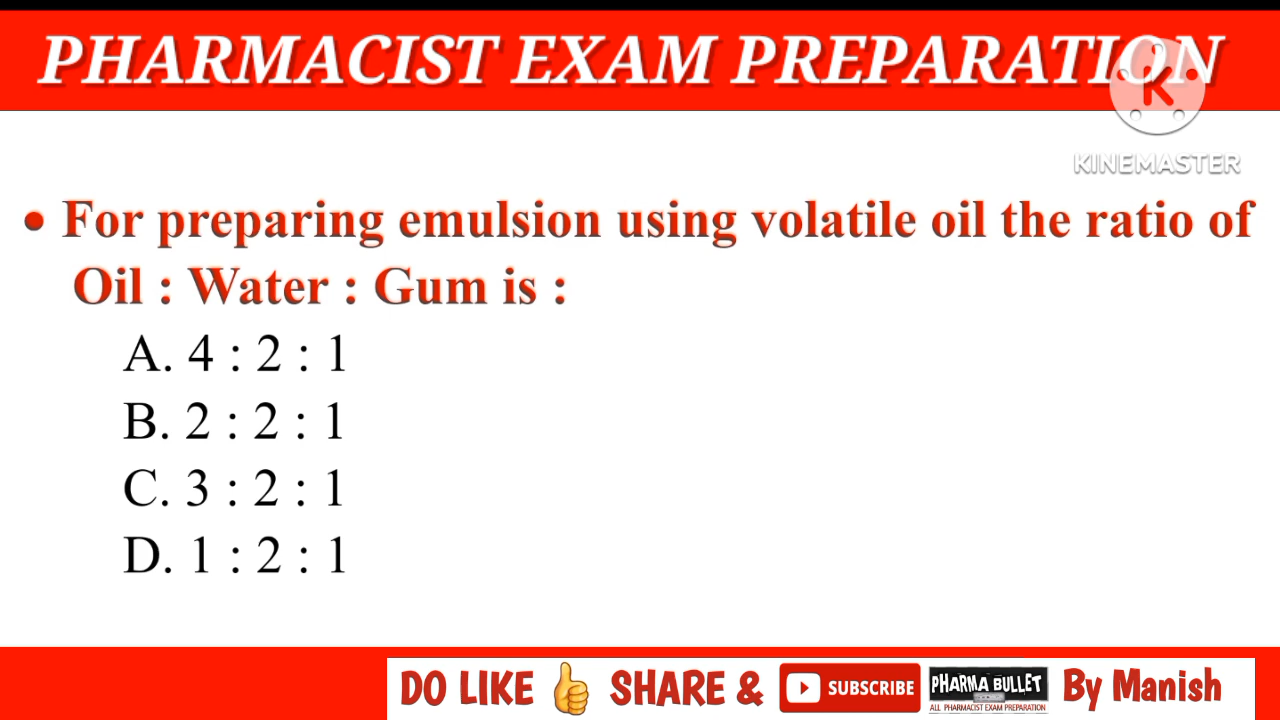 PHARMACIST EXAM PREPARATION
K
KINEMASTER
• For preparing emulsion using volatile oil the ratio of
Oil : Water : Gum is :
A. 4 : 2 : 1
B. 2 : 2 : 1
C. 3 : 2 : 1
D. 1 : 2 : 1
DO LIKE 👍 SHARE & SUBSCRIBE PHARMA BULLET By Manish
ALL PHARMACIST EXAM PREPARATION